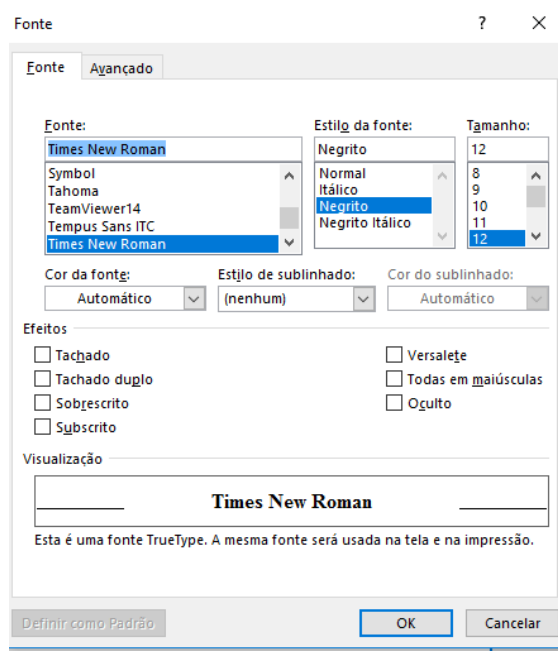 Fonte ?
Fonte Avançado
Fonte: Estilo da fonte: Tamanho:
Times New Roman Negrito 12
Symbol Normal 8
Tahoma Itálico 9
TeamViewer14 Negrito 10
Tempus Sans ITC Negrito Itálico 11
Times New Roman 12
Cor da fonte: Estilo de sublinhado: Cor do sublinhado:
Automático (nenhum) Automático
Efeitos
Tachado Versalete
Tachado duplo Todas em maiúsculas
Sobrescrito Oculto
Subscrito
Visualização
Times New Roman
Esta é uma fonte TrueType. A mesma fonte será usada na tela e na impressão.
Definir como Padrão OK Cancelar